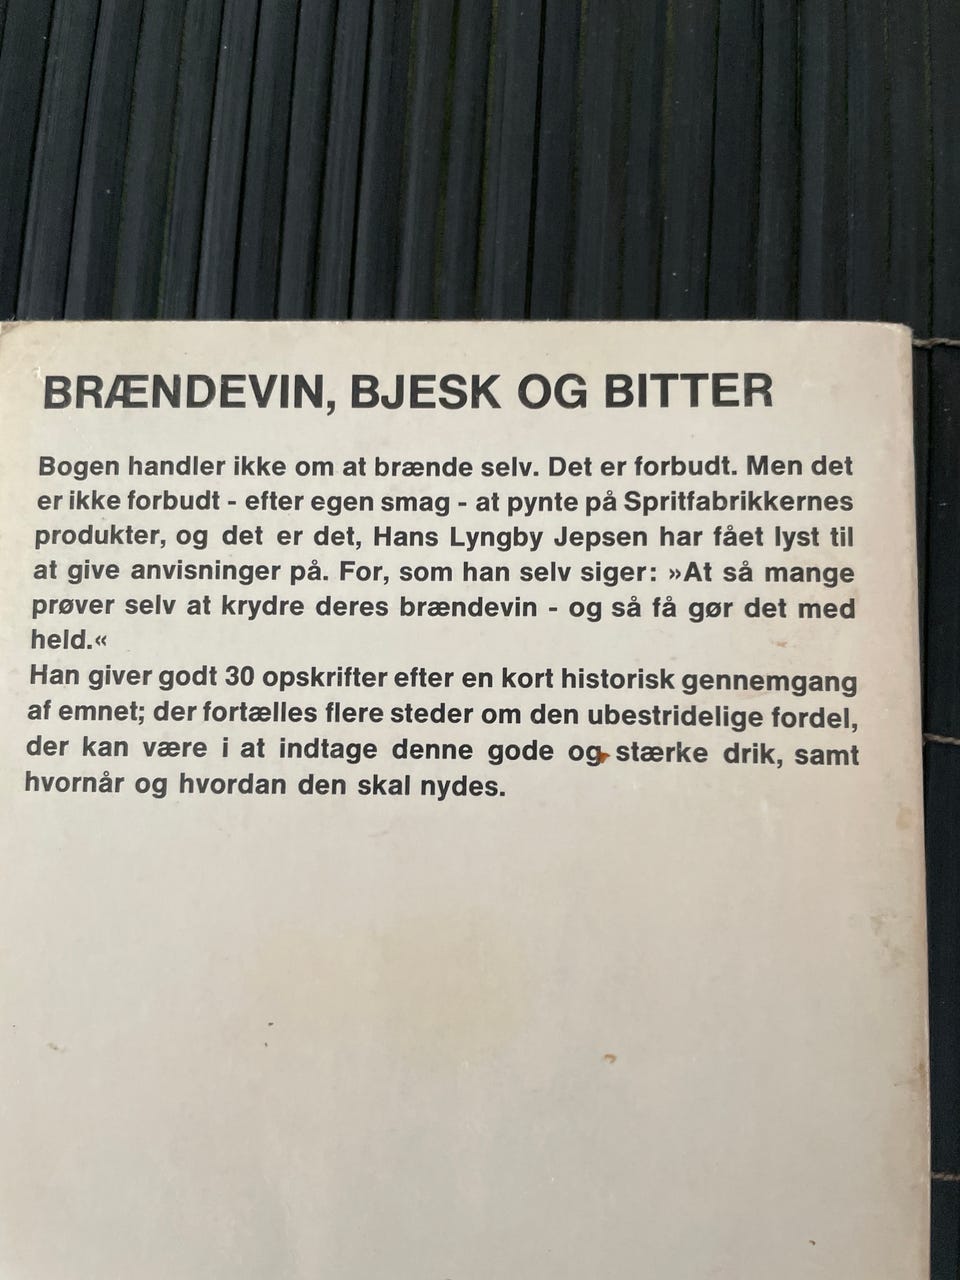 BRÆNDEVIN, BJESK OG BITTER
Bogen handler ikke om at brænde selv. Det er forbudt. Men det
er ikke forbudt - efter egen smag - at pynte på Spritfabrikkernes
produkter, og det er det, Hans Lyngby Jepsen har fået lyst til
at give anvisninger på. For, som han selv siger: »At så mange
prøver selv at krydre deres brændevin - og så få gør det med
held.«
Han giver godt 30 opskrifter efter en kort historisk gennemgang
af emnet; der fortælles flere steder om den ubestridelige fordel,
der kan være i at indtage denne gode og stærke drik, samt
hvornår og hvordan den skal nydes.